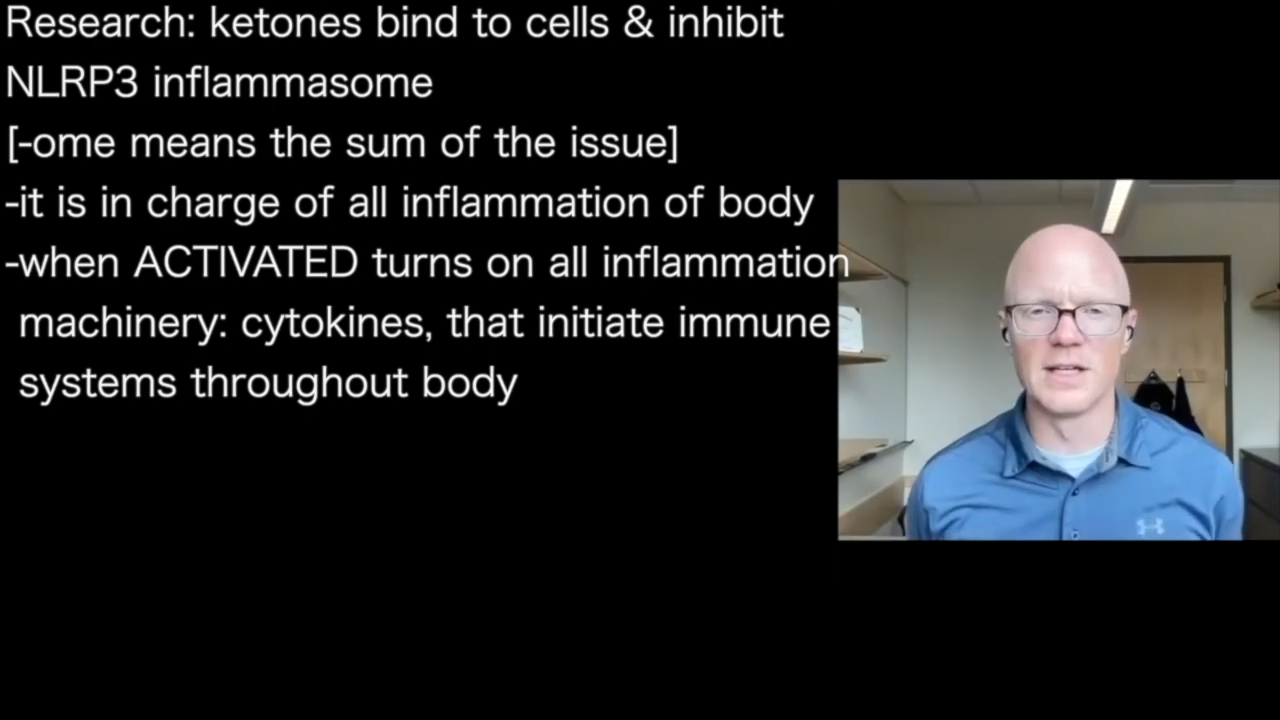 Research: ketones bind to cells & inhibit
NLRP3 inflammasome
[-ome means the sum of the issue]
-it is in charge of all inflammation of body
-when ACTIVATED turns on all inflammation
machinery: cytokines, that initiate immune
systems throughout body